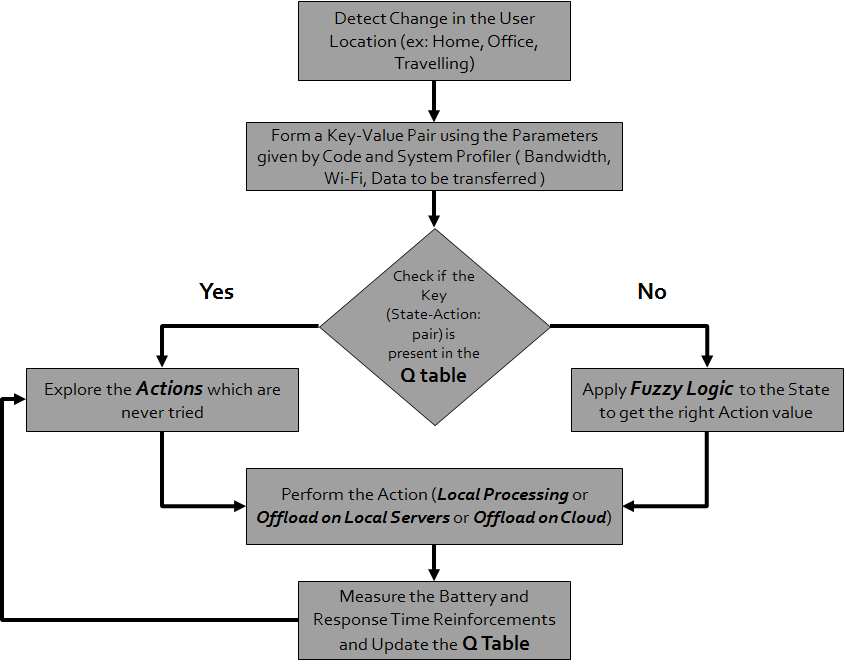 Detect Change in the User
Location (ex: Home, Office,
Travelling)
Form a Key-Value Pair using the Parameters
given by Code and System Profiler ( Bandwidth,
Wi-Fi, Data to be transferred )
Check if the
Key
(State-Action:
pair) is
present in the
Q table
Yes
No
Explore the Actions which are
never tried
Apply Fuzzy Logic to the State
to get the right Action value
Perform the Action (Local Processing or
Offload on Local Servers or Offload on Cloud)
Measure the Battery and
Response Time Reinforcements
and Update the Q Table